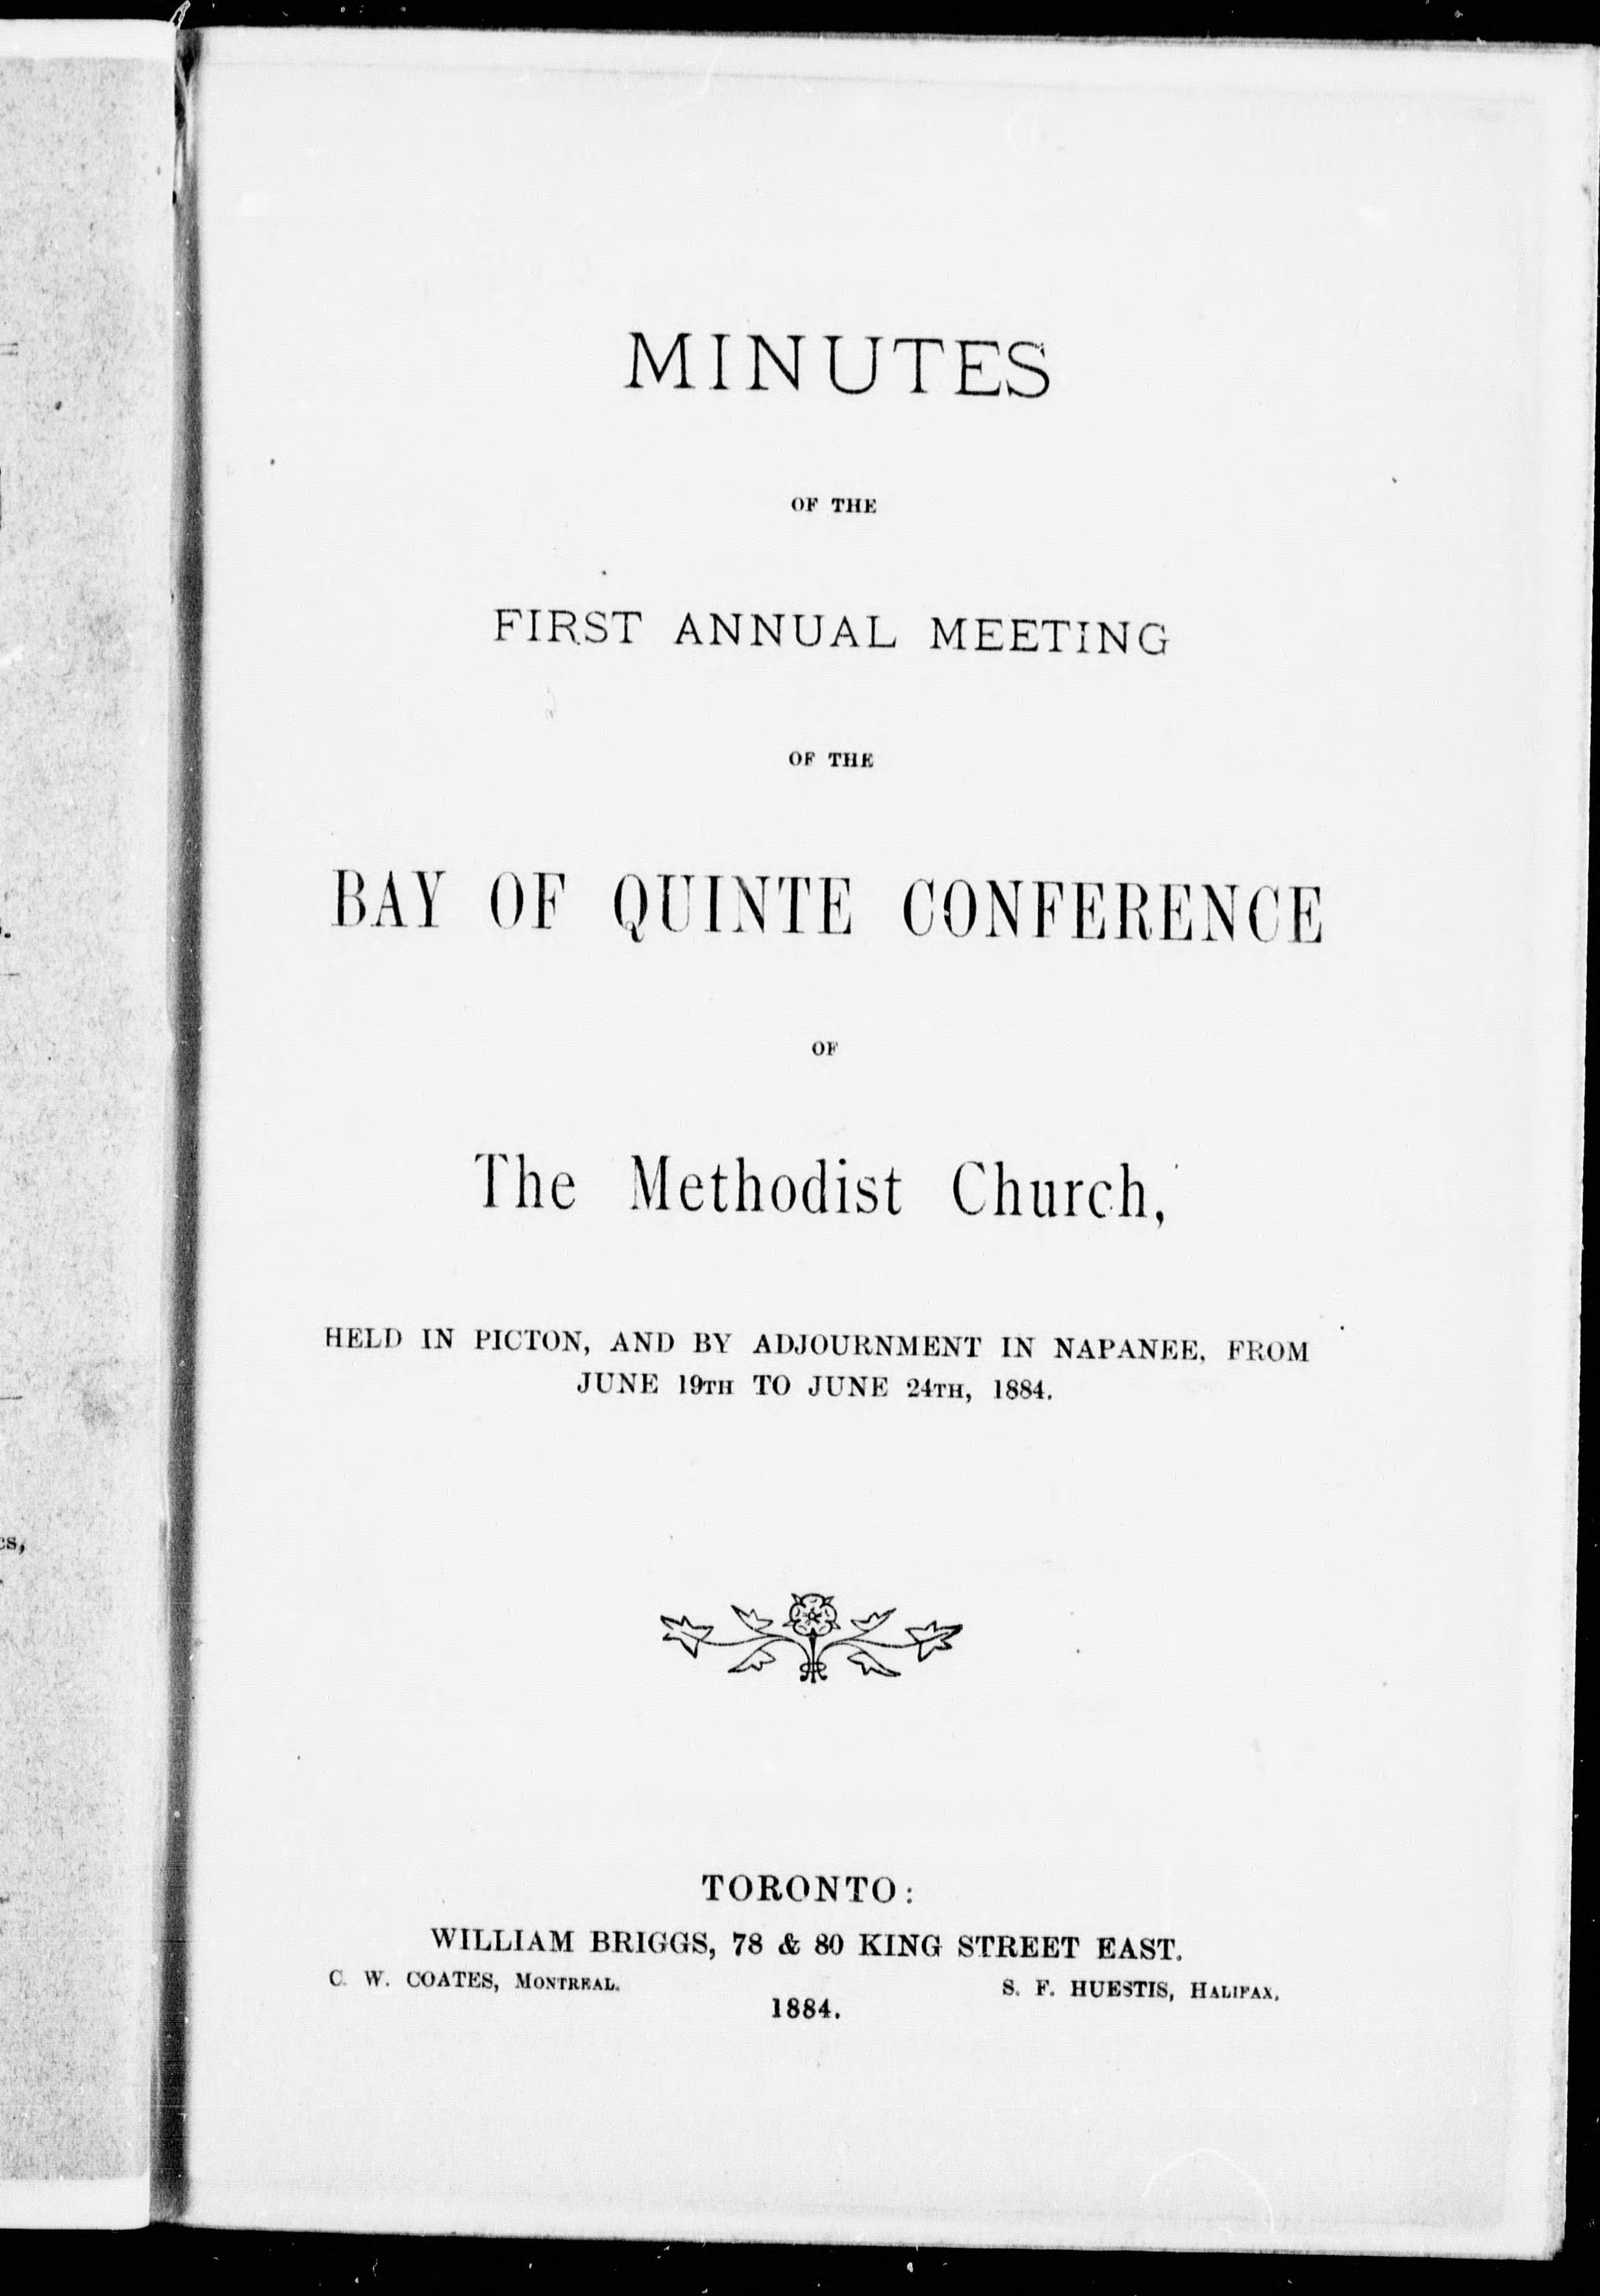 MINUTES
OF THE
FIRST ANNUAL MEETING
OF THE
BAY OF QUINTE CONFERENCE
OF
The Methodist Church,
HELD IN PICTON, AND BY ADJOURNMENT IN NAPANEE, FROM
JUNE 19TH TO JUNE 24TH, 1884.
TORONTO:
WILLIAM BRIGGS, 78 & 80 KING STREET EAST.
C. W. COATES, MONTREAL. S. F. HUESTIS, HALIFAX.
1884.